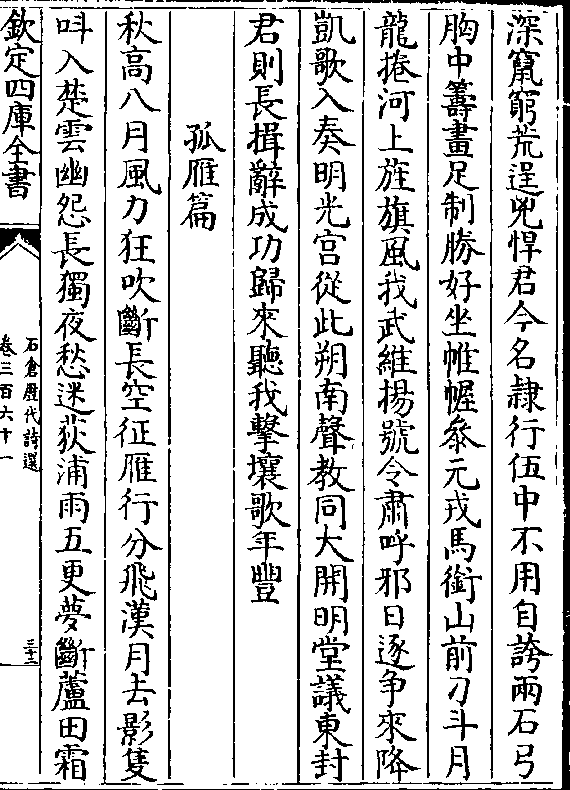 深竄窮荒逞兇悍君今名隸行伍中不用自誇兩石弓
胸中籌畫足制勝好坐帷幄叅元戎馬銜山前刀斗月
龍捲河上旌旗風我武維揚號令肅呼邪日逐争來降
凱歌入奏明光宫從此朔南聲教同大開明堂議東封
君則長揖辭成功歸來聽我擊壤歌年豐
孤雁篇
秋高八月風力狂吹斷長空征雁行分飛漢月去影隻
呌入楚雲幽怨長獨夜愁迷荻浦雨五更夢斷蘆田霜
欽定四庫全書
石倉歴代詩選
卷三百六十一
三十二